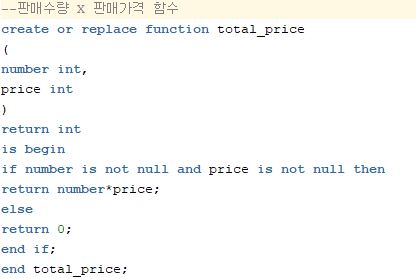 --판매수량 X 판매가격 함수
create or replace function total_price
(
number int,
price int
)
return int
is begin
if number is not null and price is not null then
return number*price;
else
return 0;
end if;
end total_price;